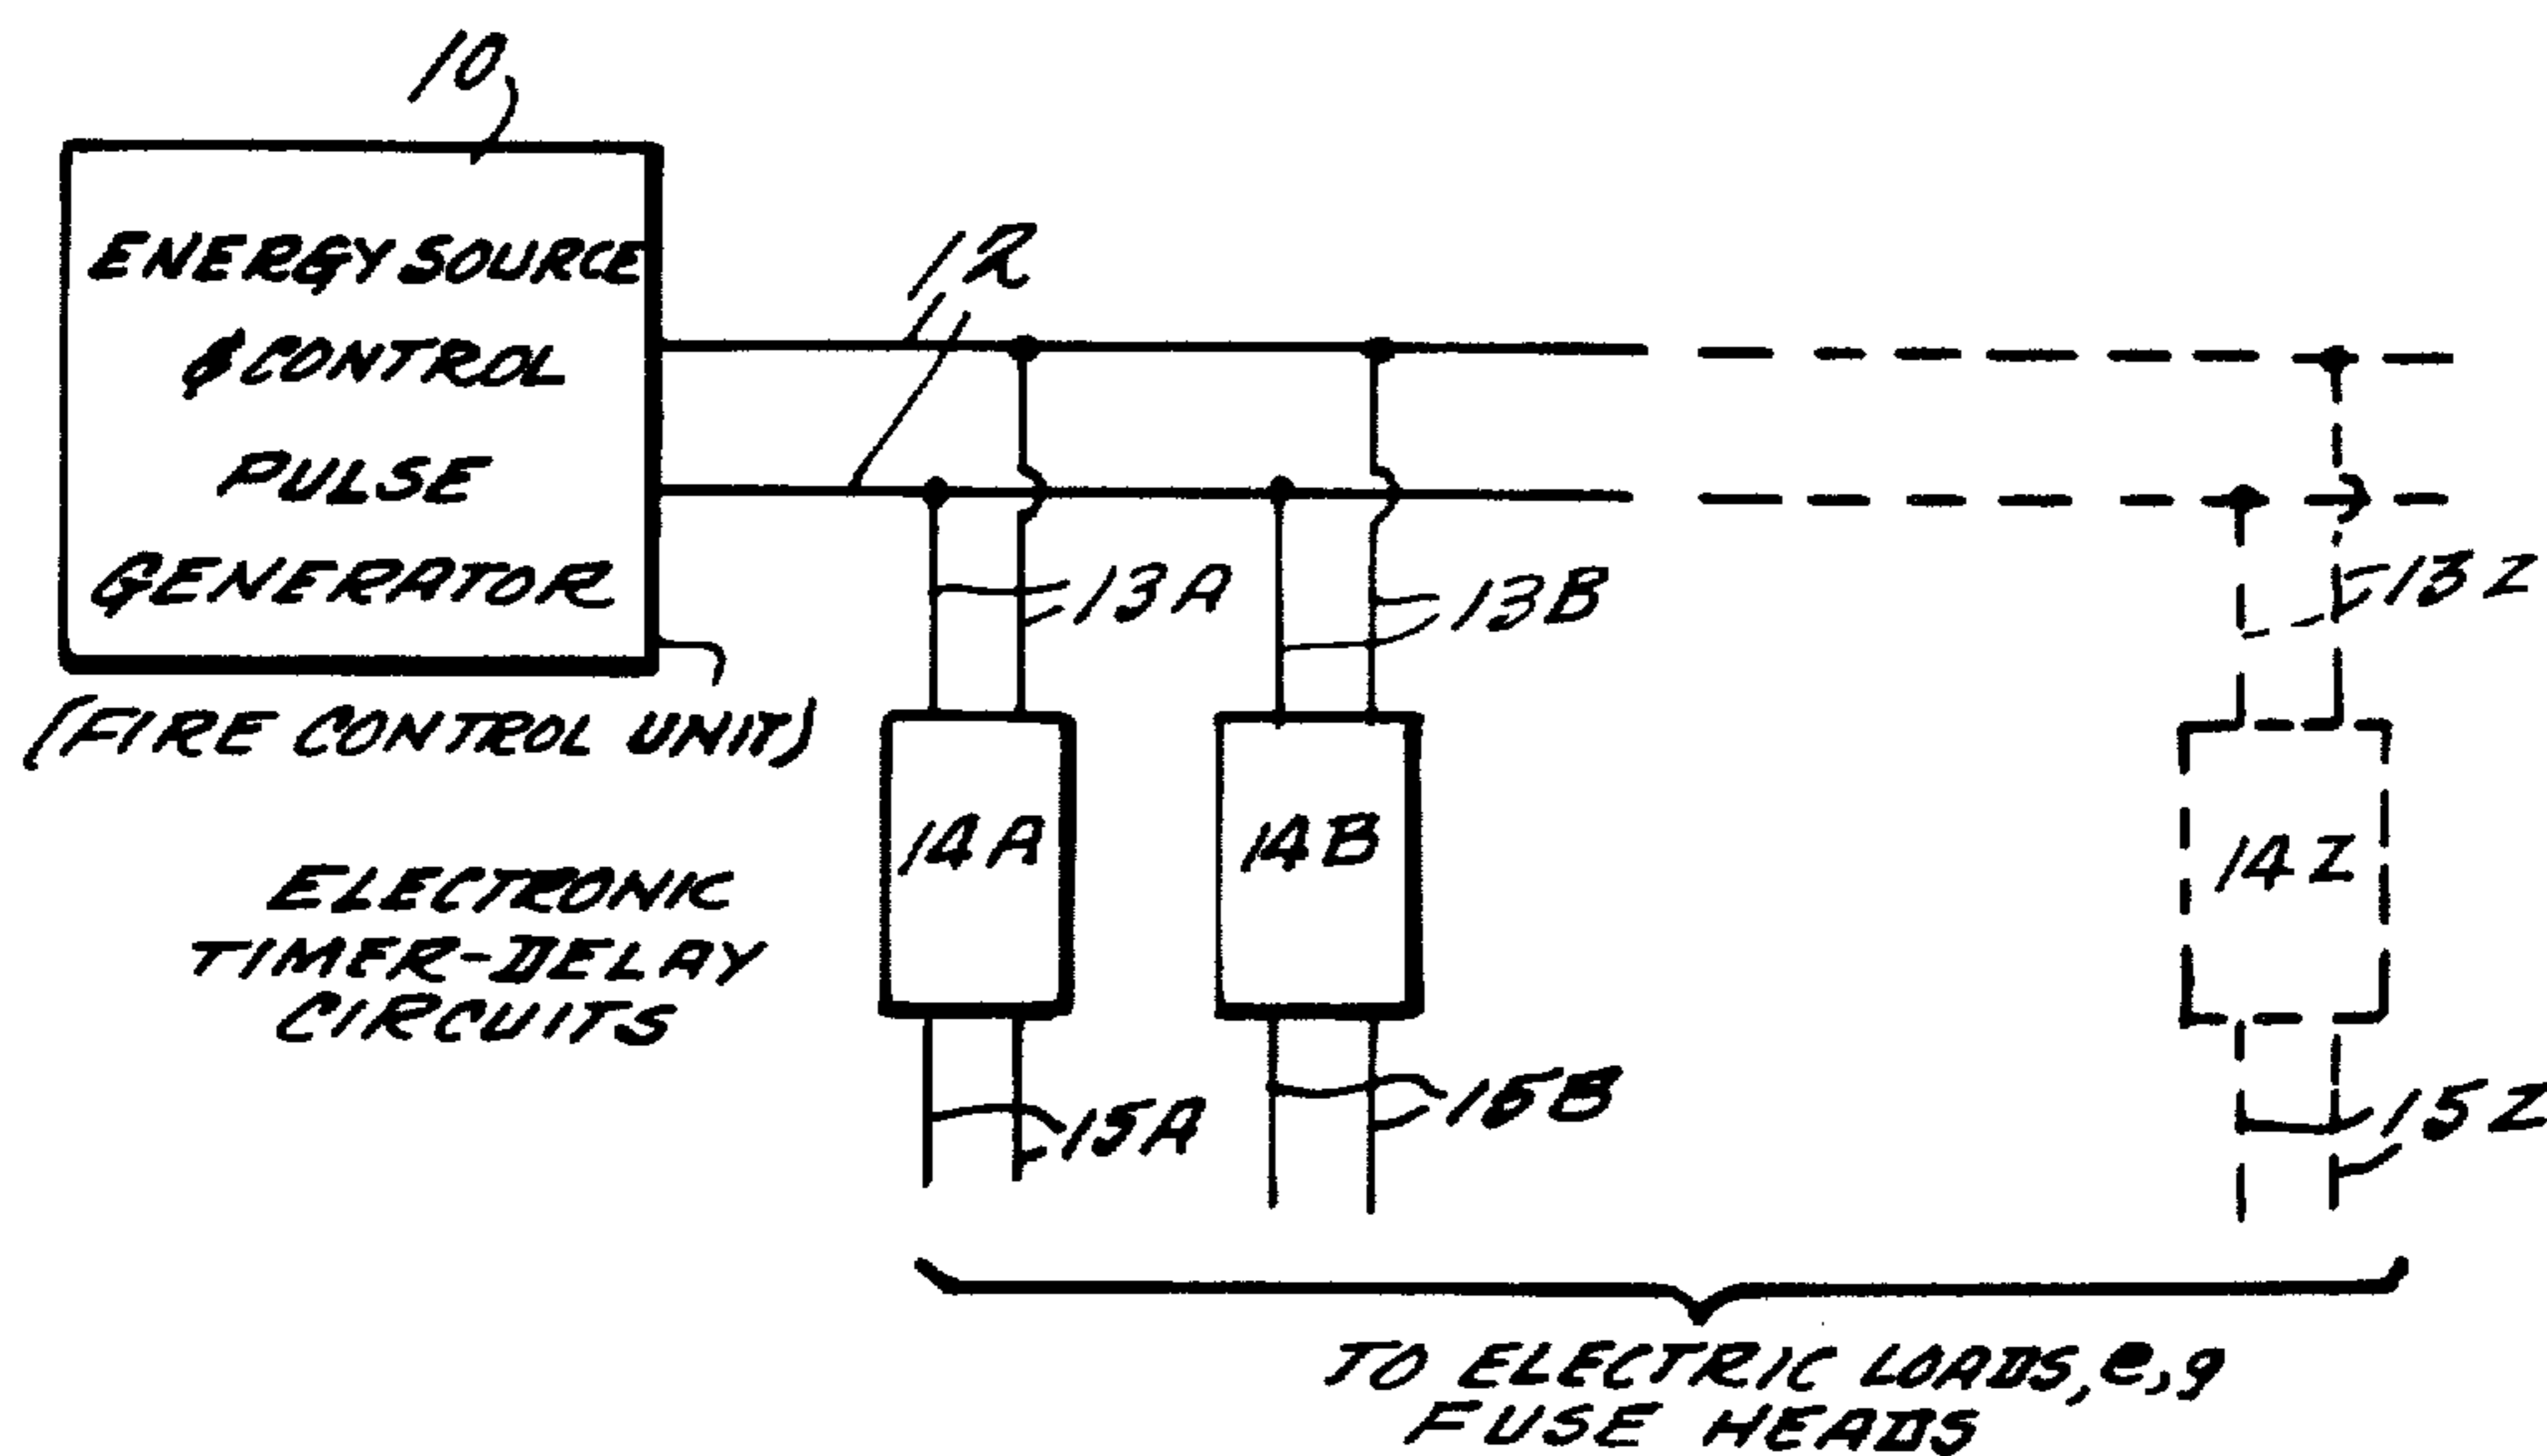 10
ENERGY SOURCE
& CONTROL
PULSE
GENERATOR
(FIRE CONTROL UNIT)
12
13A
13B
13Z
14A
14B
14Z
ELECTRONIC
TIMER-DELAY
CIRCUITS
15A
15B
15Z
TO ELECTRIC LOADS, e,g
FUSE HEADS